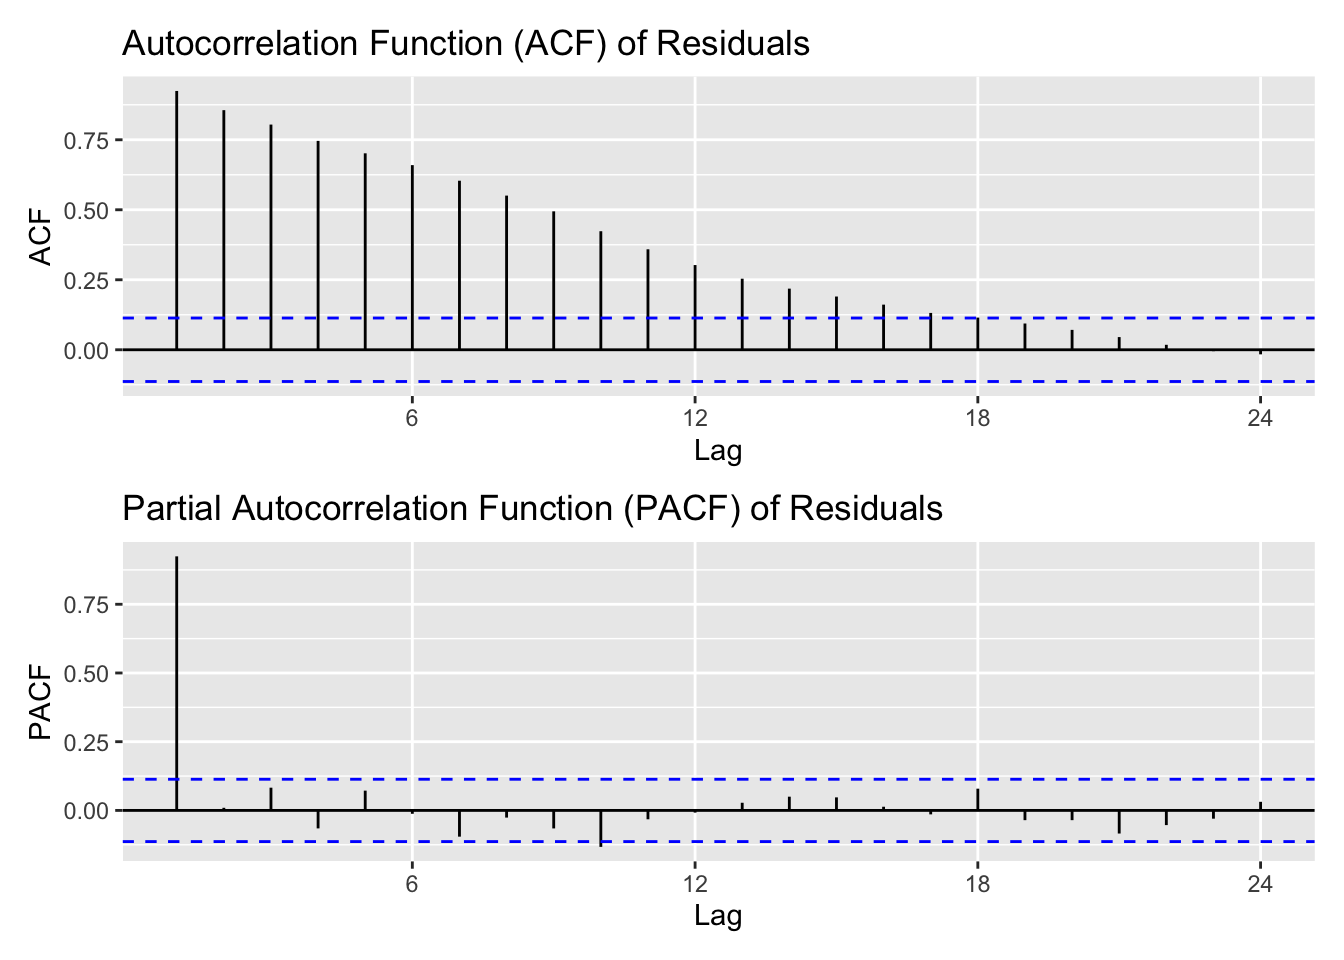 Autocorrelation Function (ACF) of Residuals
0.75
0.50
0.25
0.00
ACF
6 12 18 24
Lag
Partial Autocorrelation Function (PACF) of Residuals
0.75
0.50
0.25
0.00
PACF
6 12 18 24
Lag